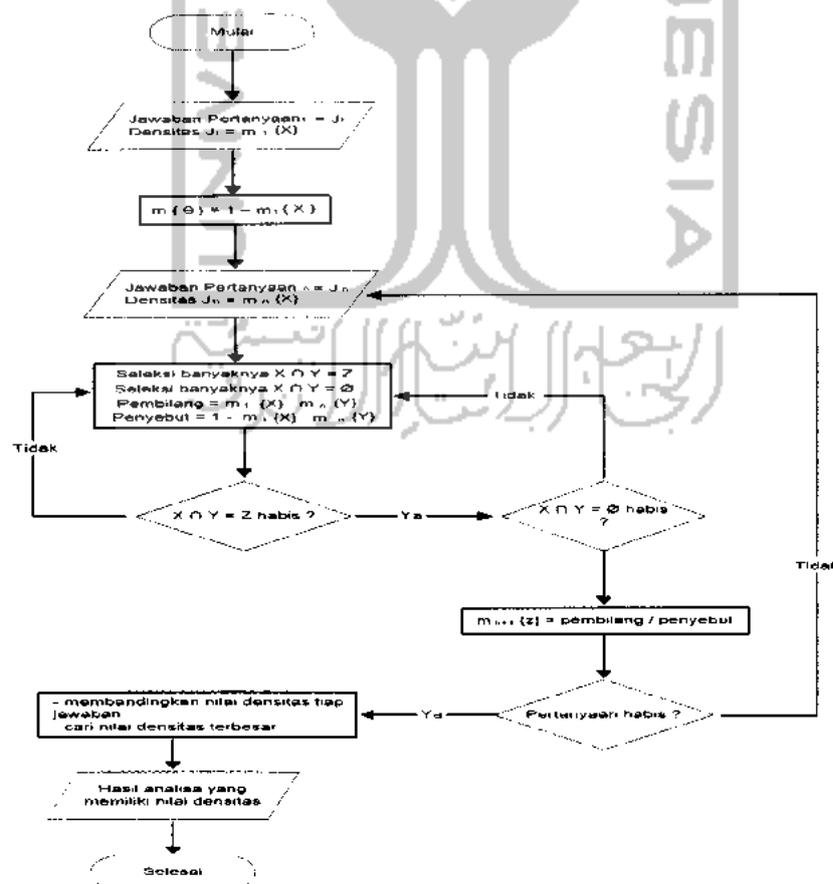 Mulai
Jawaban Pertanyaan₁ = J₁
Densitas J₁ = m₁ {X}
m {Θ} = 1 – m₁ {X}
Jawaban Pertanyaan ₙ = Jₙ
Densitas Jₙ = mₙ {X}
Seleksi banyaknya X ∩ Y = Z
Seleksi banyaknya X ∩ Y = Ø
Pembilang = m₁ {X} mₙ {Y}
Penyebut = 1 - m₁ {X} mₙ {Y}
Tidak
Tidak
X ∩ Y = Z habis ?
Ya
X ∩ Y = Ø habis
?
Tidak
{z} = pembilang / penyebut
- membandingkan nilai densitas tiap
jawaban
cari nilai densitas terbesar
Ya
Pertanyaan habis ?
Hasil analisa yang
memiliki nilai densitas
Selesai
ESIA